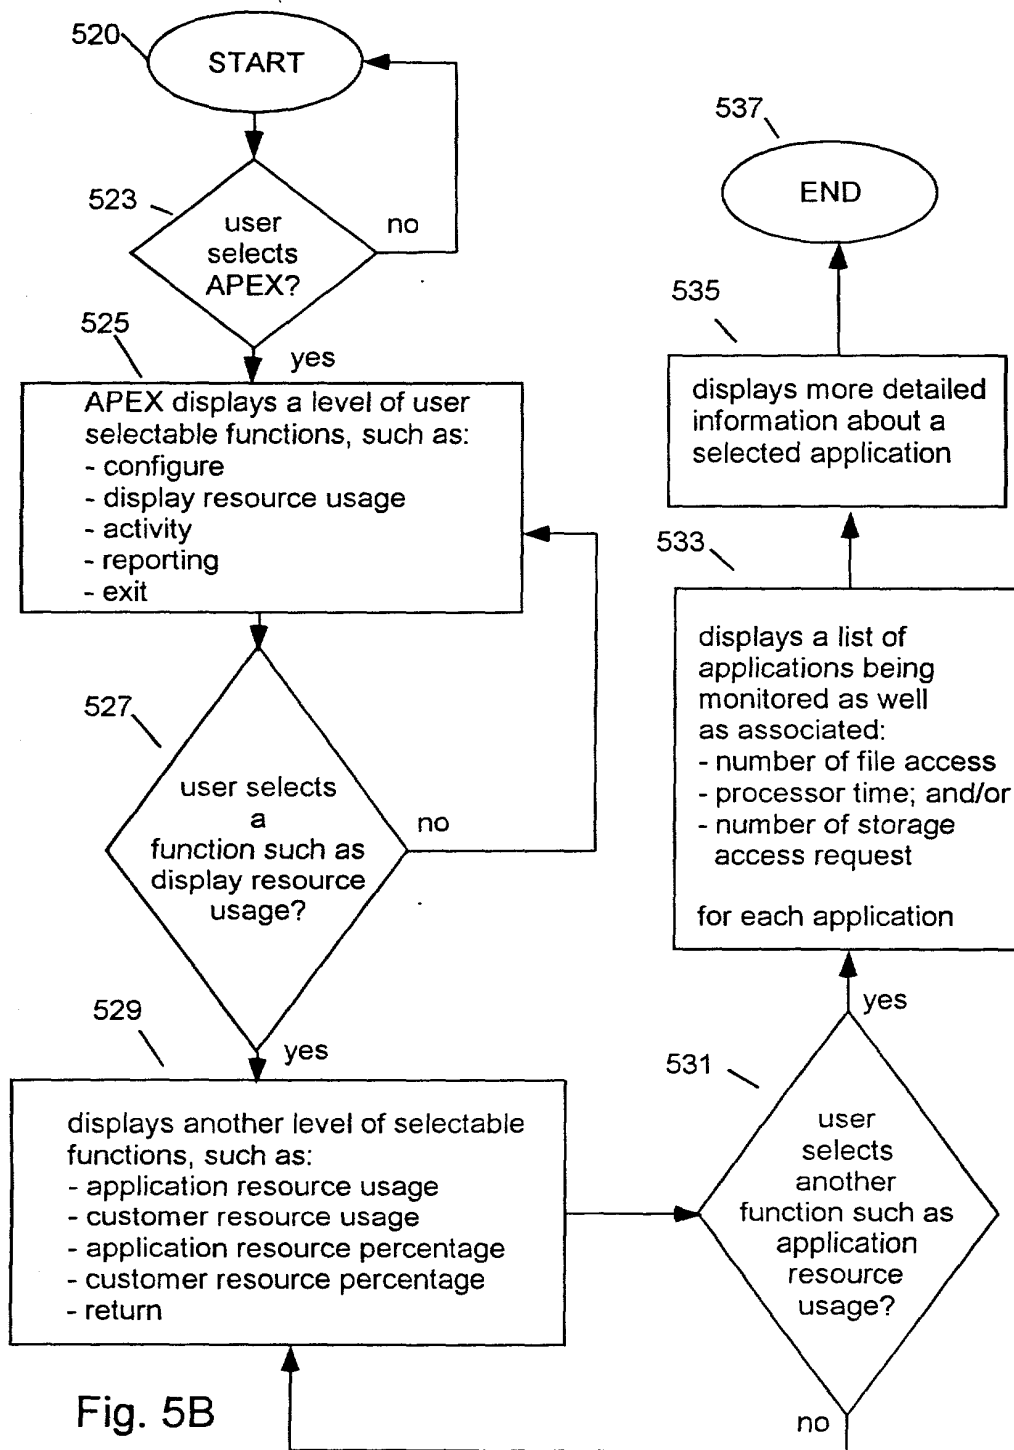 520
START
523
user
selects
APEX?
no
yes
525
APEX displays a level of user
selectable functions, such as:
- configure
- display resource usage
- activity
- reporting
- exit
527
user selects
a
function such as
display resource
usage?
no
yes
529
displays another level of selectable
functions, such as:
- application resource usage
- customer resource usage
- application resource percentage
- customer resource percentage
- return
531
user
selects
another
function such as
application
resource
usage?
no
yes
533
displays a list of
applications being
monitored as well
as associated:
- number of file access
- processor time; and/or
- number of storage
access request
for each application
535
displays more detailed
information about a
selected application
537
END
Fig. 5B